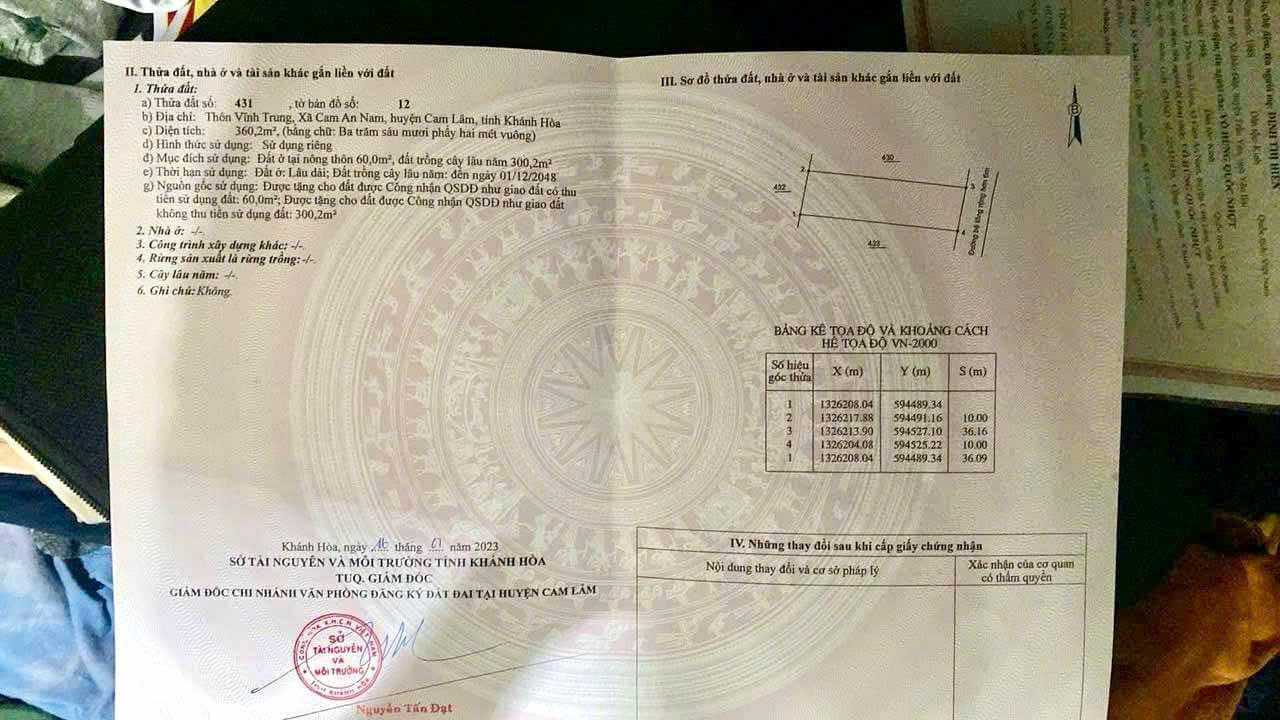 II. Thửa đất, nhà ở và tài sản khác gắn liền với đất
1. Thửa đất:
a) Thửa đất số: 431 , tờ bản đồ số: 12
b) Địa chỉ: Thôn Vĩnh Trung, Xã Cam An Nam, huyện Cam Lâm, tỉnh Khánh Hòa
c) Diện tích: 360,2m², (bằng chữ: Ba trăm sáu mươi phẩy hai mét vuông)
d) Hình thức sử dụng: Sử dụng riêng
đ) Mục đích sử dụng: Đất ở tại nông thôn 60,0m², đất trồng cây lâu năm 300,2m²
e) Thời hạn sử dụng: Đất ở: Lâu dài; Đất trồng cây lâu năm: đến ngày 01/12/2048
g) Nguồn gốc sử dụng: Được tặng cho đất được Công nhận QSDĐ như giao đất có thu
tiền sử dụng đất: 60,0m²; Được tặng cho đất được Công nhận QSDĐ như giao đất
không thu tiền sử dụng đất: 300,2m²
2. Nhà ở: -/-.
3. Công trình xây dựng khác: -/-.
4. Rừng sản xuất là rừng trồng: -/-.
5. Cây lâu năm: -/-.
6. Ghi chú: Không.
Khánh Hòa, ngày 16 tháng 01 năm 2023
SỞ TÀI NGUYÊN VÀ MÔI TRƯỜNG TỈNH KHÁNH HÒA
TUQ. GIÁM ĐỐC
GIÁM ĐỐC CHI NHÁNH VĂN PHÒNG ĐĂNG KÝ ĐẤT ĐAI TẠI HUYỆN CAM LÂM
SỞ
TÀI NGUYÊN
VÀ
MÔI TRƯỜNG
Nguyễn Tấn Đạt
III. Sơ đồ thửa đất, nhà ở và tài sản khác gắn liền với đất
B
430
2
3
432
1
4
433
Đường bê tông rộng hơn 6m
BẢNG KÊ TỌA ĐỘ VÀ KHOẢNG CÁCH
HỆ TỌA ĐỘ VN-2000
Số hiệu góc thửa X (m) Y (m) S (m)
1 1326208.04 594489.34
2 1326217.88 594491.16 10.00
3 1326213.90 594527.10 36.16
4 1326204.08 594525.22 10.00
1 1326208.04 594489.34 36.09
IV. Những thay đổi sau khi cấp giấy chứng nhận
Nội dung thay đổi và cơ sở pháp lý
Xác nhận của cơ quan
có thẩm quyền